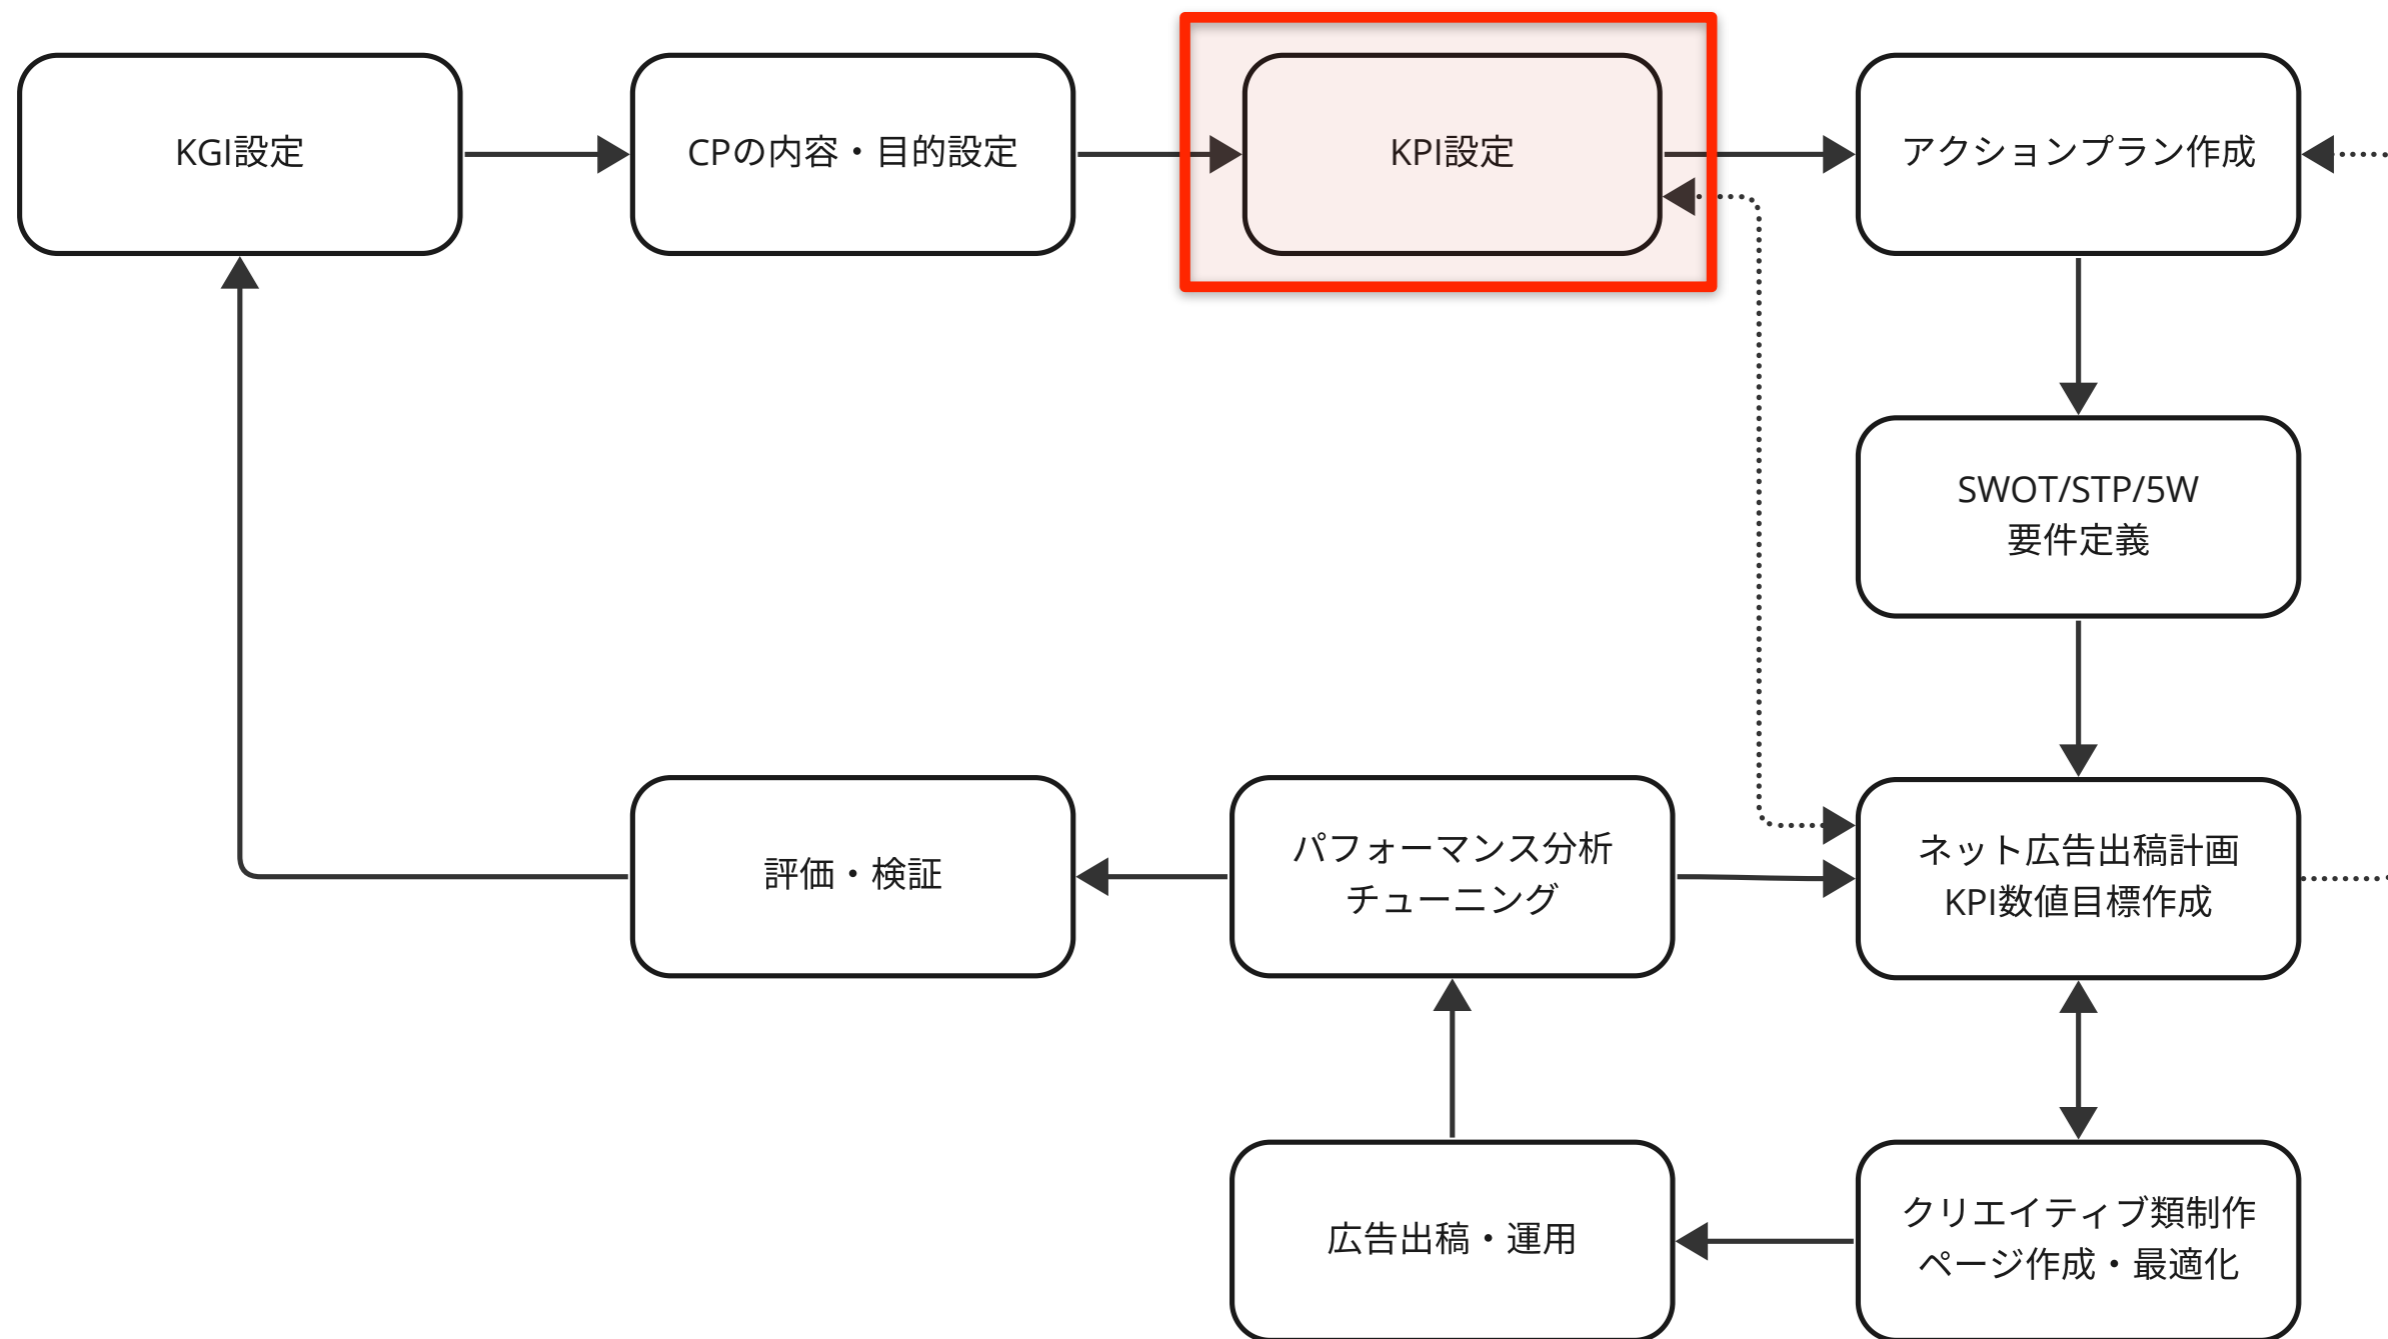 KGI設定
CPの内容・目的設定
KPI設定
アクションプラン作成
SWOT/STP/5W
要件定義
評価・検証
パフォーマンス分析
チューニング
ネット広告出稿計画
KPI数値目標作成
広告出稿・運用
クリエイティブ類制作
ページ作成・最適化